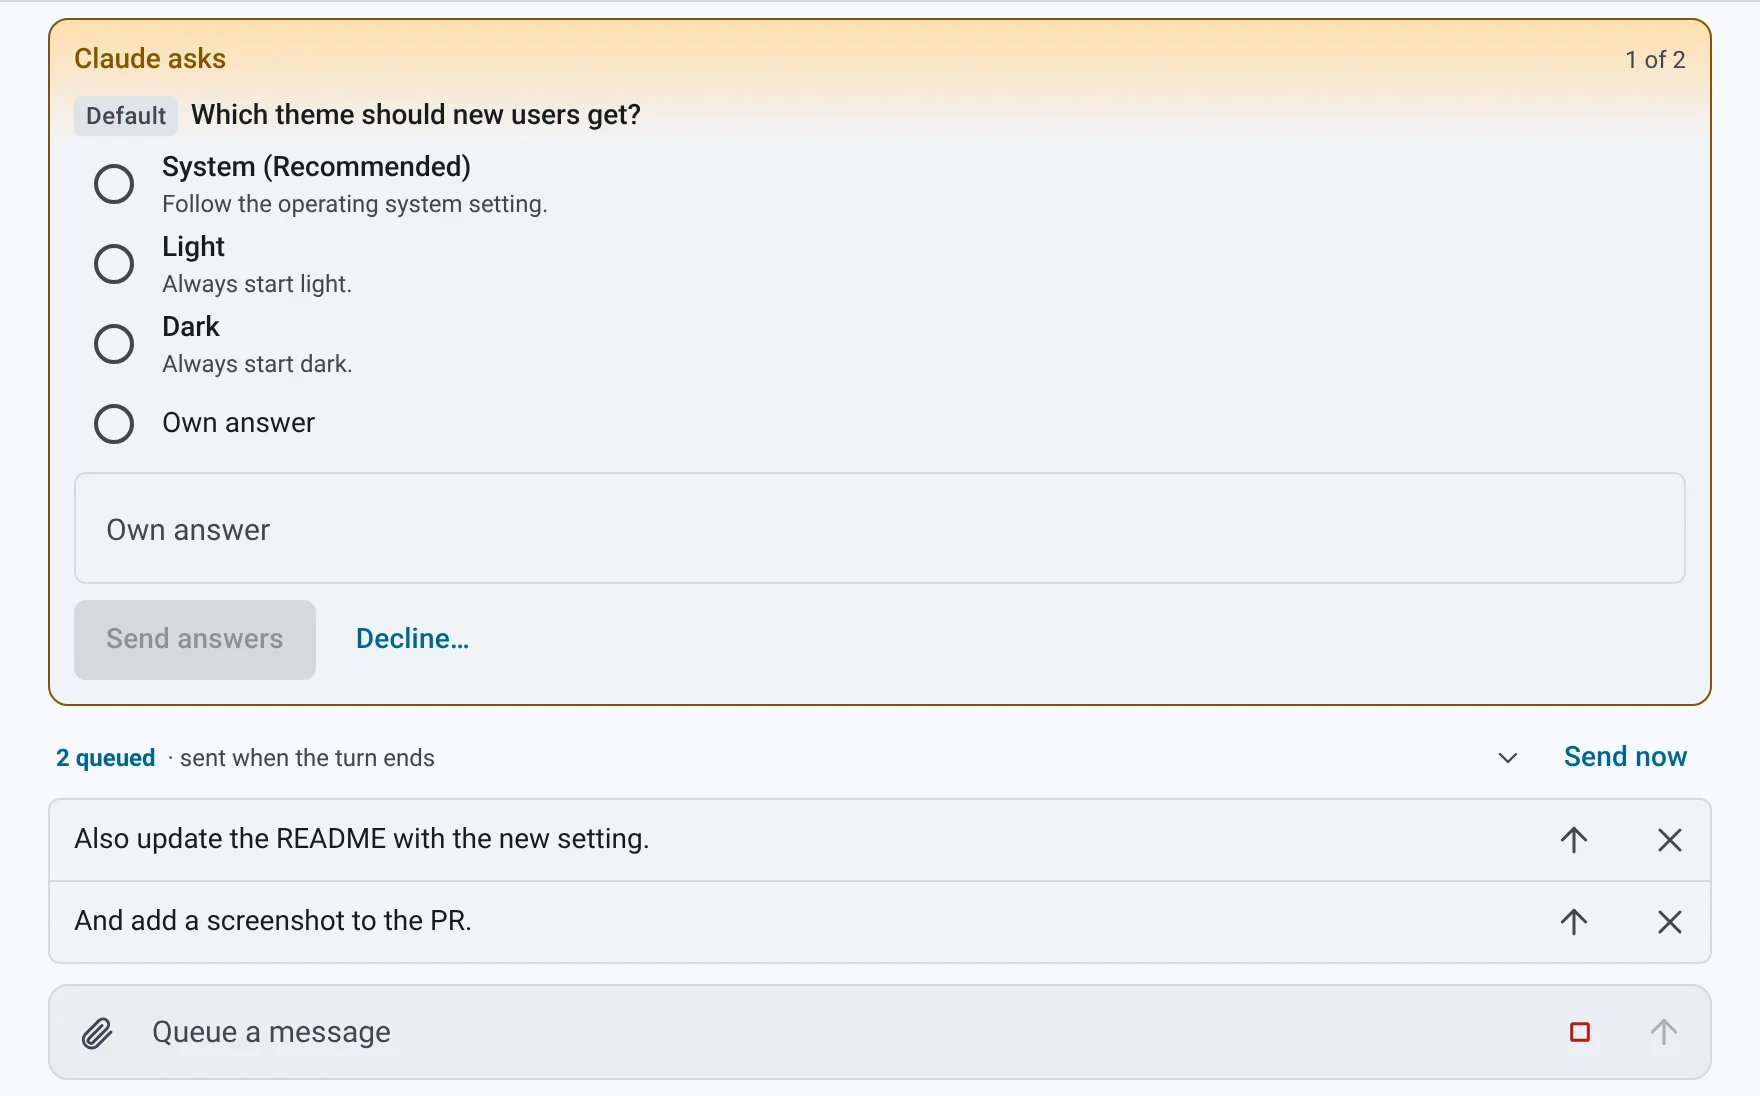 Claude asks
1 of 2
Default Which theme should new users get?
System (Recommended)
Follow the operating system setting.
Light
Always start light.
Dark
Always start dark.
Own answer
Own answer
Send answers
Decline…
2 queued · sent when the turn ends
Send now
Also update the README with the new setting.
And add a screenshot to the PR.
Queue a message